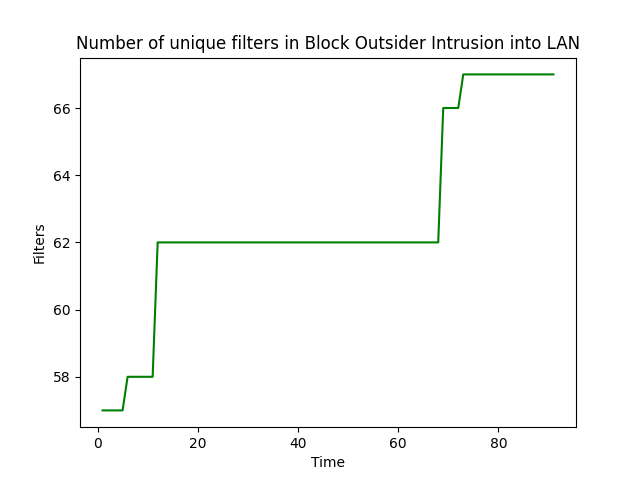 Number of unique filters in Block Outsider Intrusion into LAN
66
64
62
60
58
Filters
0 20 40 60 80
Time